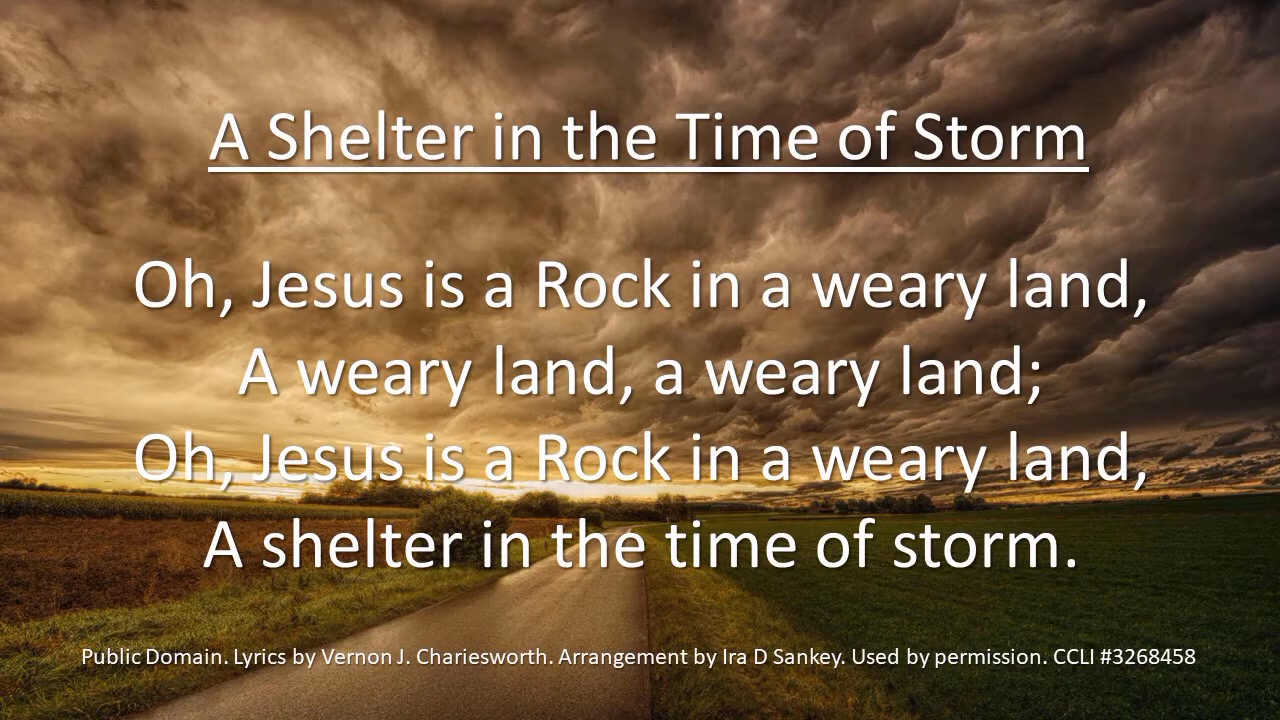 A Shelter in the Time of Storm
Oh, Jesus is a Rock in a weary land,
A weary land, a weary land;
Oh, Jesus is a Rock in a weary land,
A shelter in the time of storm.
Public Domain. Lyrics by Vernon J. Chariesworth. Arrangement by Ira D Sankey. Used by permission. CCLI #3268458